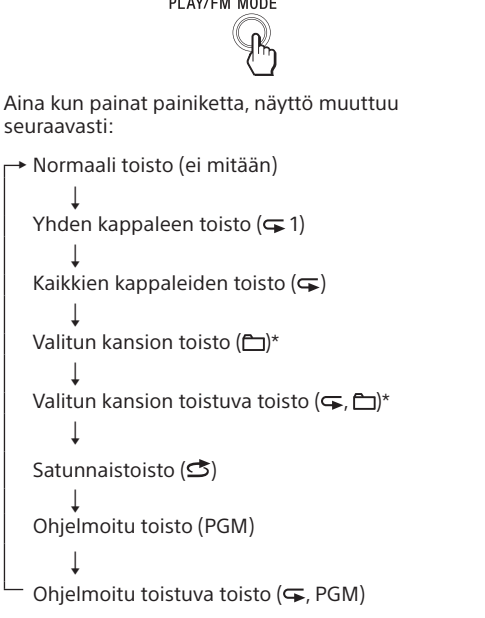 PLAY/FM MODE
Aina kun painat painiketta, näyttö muuttuu
seuraavasti:
Normaali toisto (ei mitään)
Yhden kappaleen toisto (1)
Kaikkien kappaleiden toisto ()
Valitun kansion toisto ()*
Valitun kansion toistuva toisto (, )*
Satunnaistoisto ()
Ohjelmoitu toisto (PGM)
Ohjelmoitu toistuva toisto (, PGM)